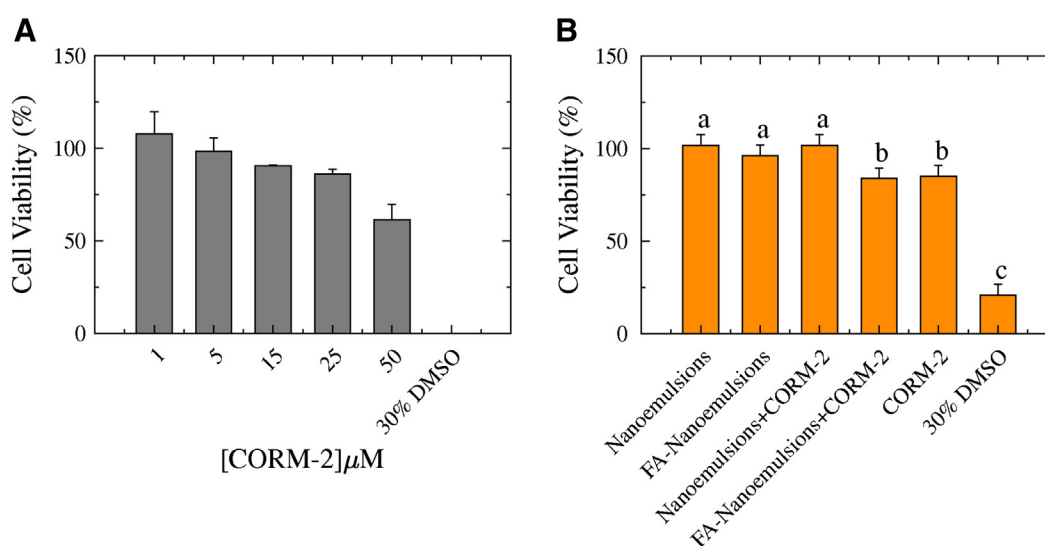 A
150
100
50
0
Cell Viability (%)
1
5
15
25
50
30% DMSO
[CORM-2]μM
B
150
100
50
0
Cell Viability (%)
a
a
a
b
b
c
Nanoemulsions
FA-Nanoemulsions
Nanoemulsions+CORM-2
FA-Nanoemulsions+CORM-2
CORM-2
30% DMSO